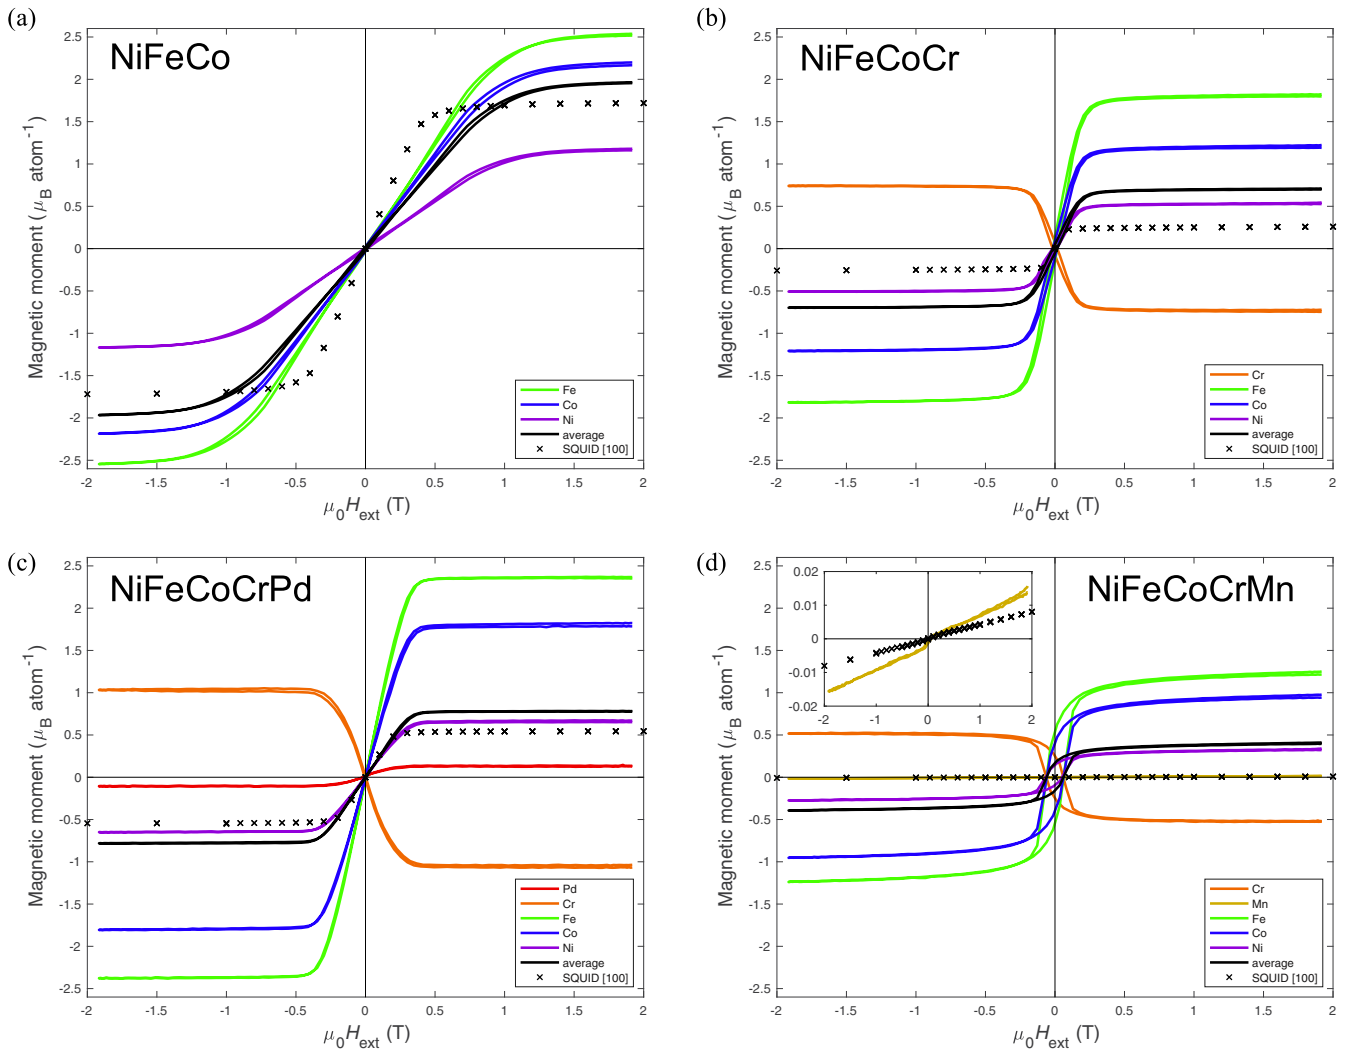 (a)
NiFeCo
2.5
2
1.5
1
0.5
0
-0.5
-1
-1.5
-2
-2.5
Magnetic moment (μB atom-1)
-2 -1.5 -1 -0.5 0 0.5 1 1.5 2
μ0Hext (T)
Fe
Co
Ni
average
SQUID [100]
(b)
NiFeCoCr
2.5
2
1.5
1
0.5
0
-0.5
-1
-1.5
-2
-2.5
Magnetic moment (μB atom-1)
-2 -1.5 -1 -0.5 0 0.5 1 1.5 2
μ0Hext (T)
Cr
Fe
Co
Ni
average
SQUID [100]
(c)
NiFeCoCrPd
2.5
2
1.5
1
0.5
0
-0.5
-1
-1.5
-2
-2.5
Magnetic moment (μB atom-1)
-2 -1.5 -1 -0.5 0 0.5 1 1.5 2
μ0Hext (T)
Pd
Cr
Fe
Co
Ni
average
SQUID [100]
(d)
NiFeCoCrMn
0.02
0.01
0
-0.01
-0.02
-2 -1 0 1 2
2.5
2
1.5
1
0.5
0
-0.5
-1
-1.5
-2
-2.5
Magnetic moment (μB atom-1)
-2 -1.5 -1 -0.5 0 0.5 1 1.5 2
μ0Hext (T)
Cr
Mn
Fe
Co
Ni
average
SQUID [100]